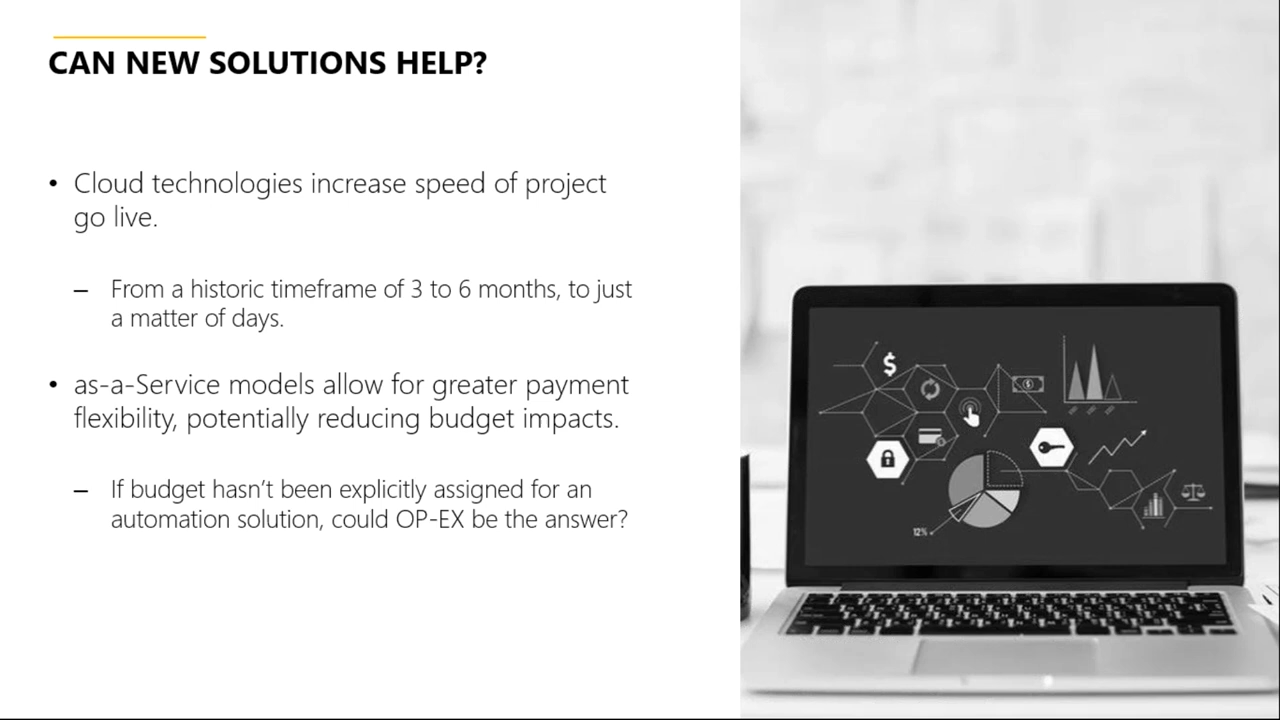 CAN NEW SOLUTIONS HELP?
• Cloud technologies increase speed of project
go live.
– From a historic timeframe of 3 to 6 months, to just
a matter of days.
• as-a-Service models allow for greater payment
flexibility, potentially reducing budget impacts.
– If budget hasn't been explicitly assigned for an
automation solution, could OP-EX be the answer?
$
12%